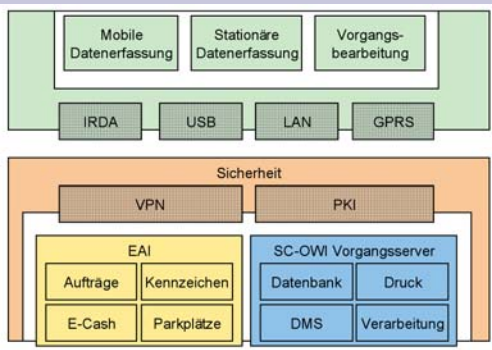 Mobile
Datenerfassung
Stationäre
Datenerfassung
Vorgangs-
bearbeitung
IRDA
USB
LAN
GPRS
Sicherheit
VPN
PKI
EAI
Aufträge
Kennzeichen
E-Cash
Parkplätze
SC-OWI Vorgangsserver
Datenbank
Druck
DMS
Verarbeitung